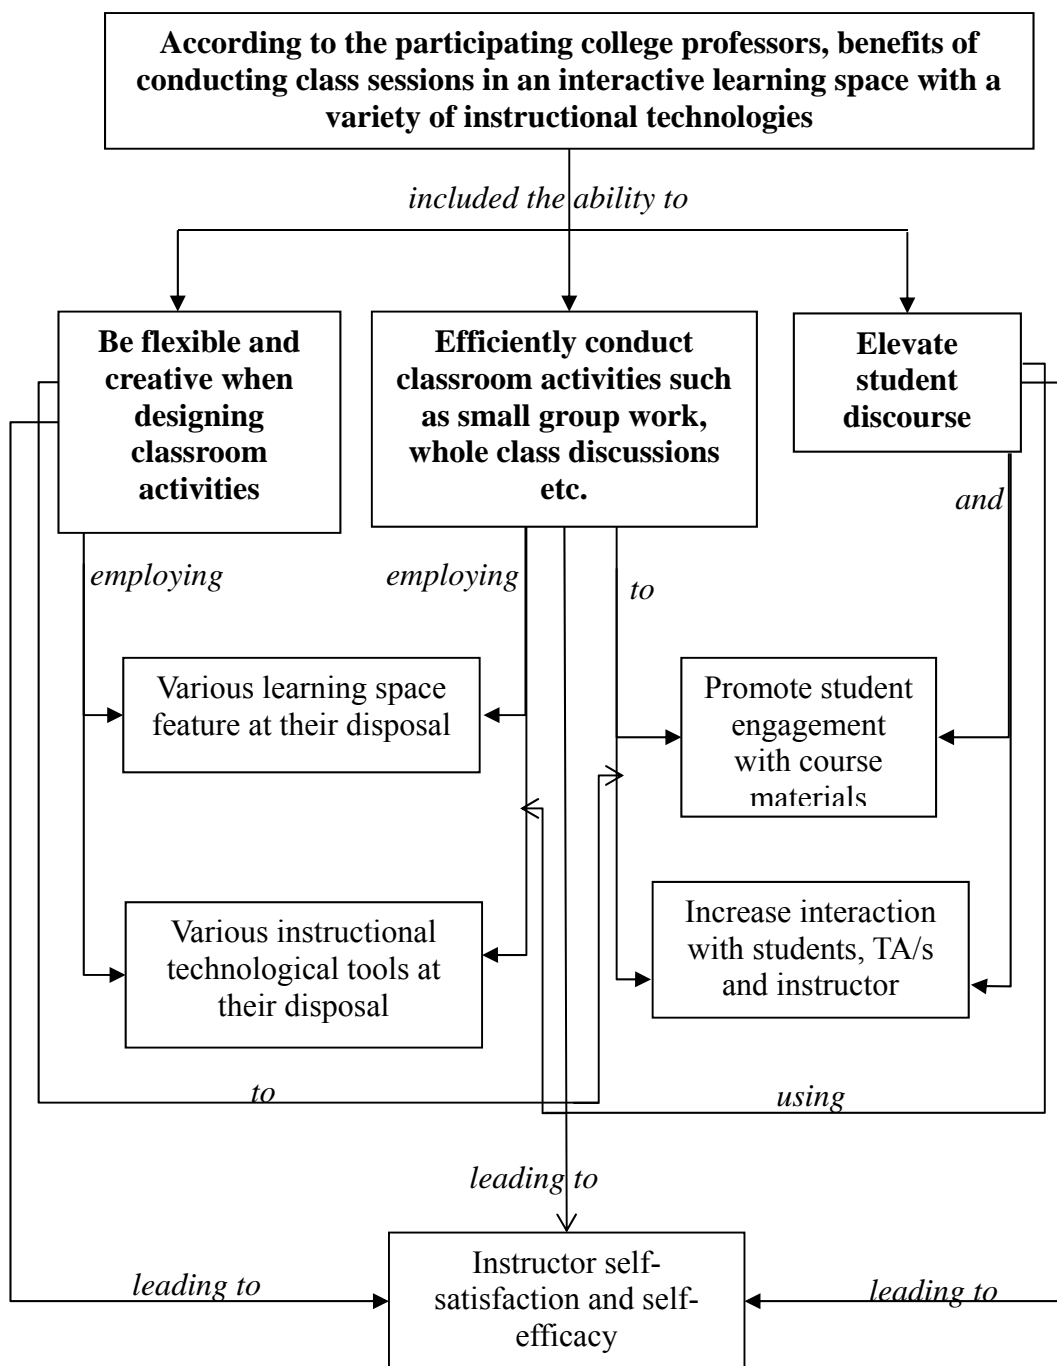 According to the participating college professors, benefits of
conducting class sessions in an interactive learning space with a
variety of instructional technologies
included the ability to
Be flexible and
creative when
designing
classroom
activities
Efficiently conduct
classroom activities such
as small group work,
whole class discussions
etc.
Elevate
student
discourse
and
employing
employing
to
Various learning space
feature at their disposal
Promote student
engagement
with course
materials
Various instructional
technological tools at
their disposal
Increase interaction
with students, TA/s
and instructor
to
using
leading to
Instructor self-
satisfaction and self-
efficacy
leading to
leading to